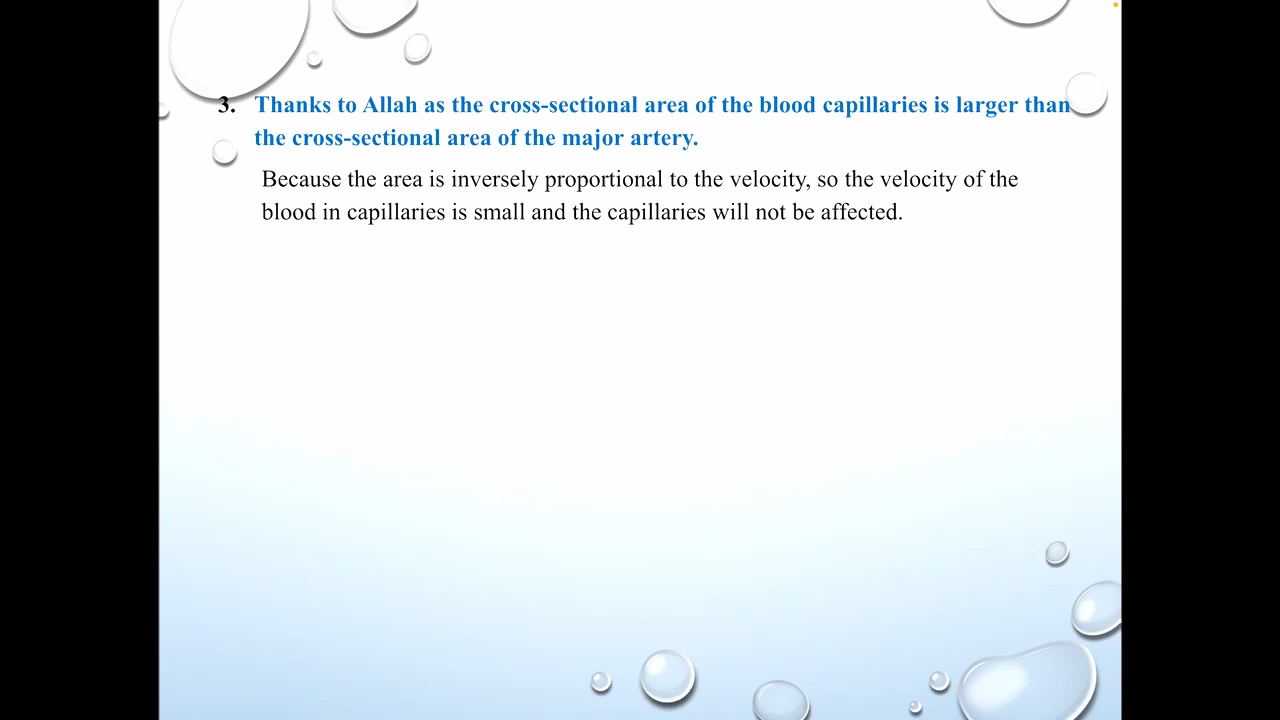 3. Thanks to Allah as the cross-sectional area of the blood capillaries is larger than
the cross-sectional area of the major artery.
Because the area is inversely proportional to the velocity, so the velocity of the
blood in capillaries is small and the capillaries will not be affected.